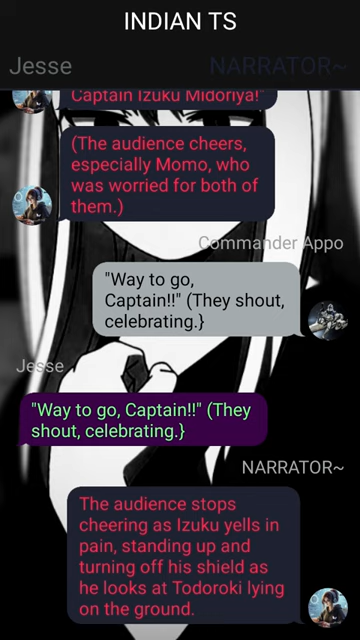 INDIAN TS
Jesse
NARRATOR~
Captain Izuku Midoriya!"
(The audience cheers,
especially Momo, who
was worried for both of
them.)
Commander Appo
"Way to go,
Captain!!" (They shout,
celebrating.}
Jesse
"Way to go, Captain!!" (They
shout, celebrating.}
NARRATOR~
The audience stops
cheering as Izuku yells in
pain, standing up and
turning off his shield as
he looks at Todoroki lying
on the ground.